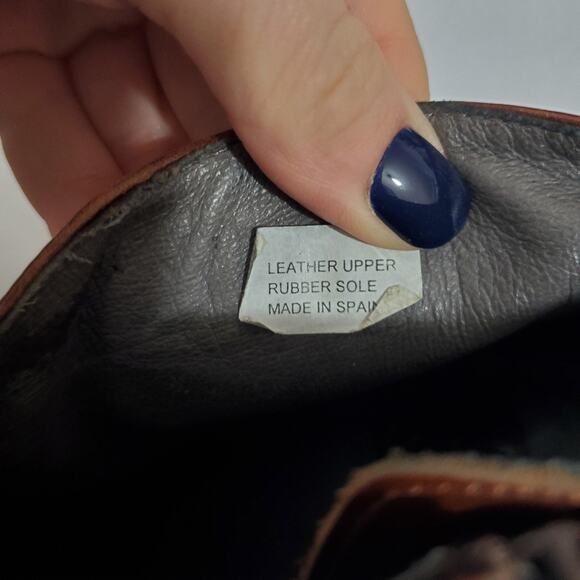 LEATHER UPPER
RUBBER SOLE
MADE IN SPAIN